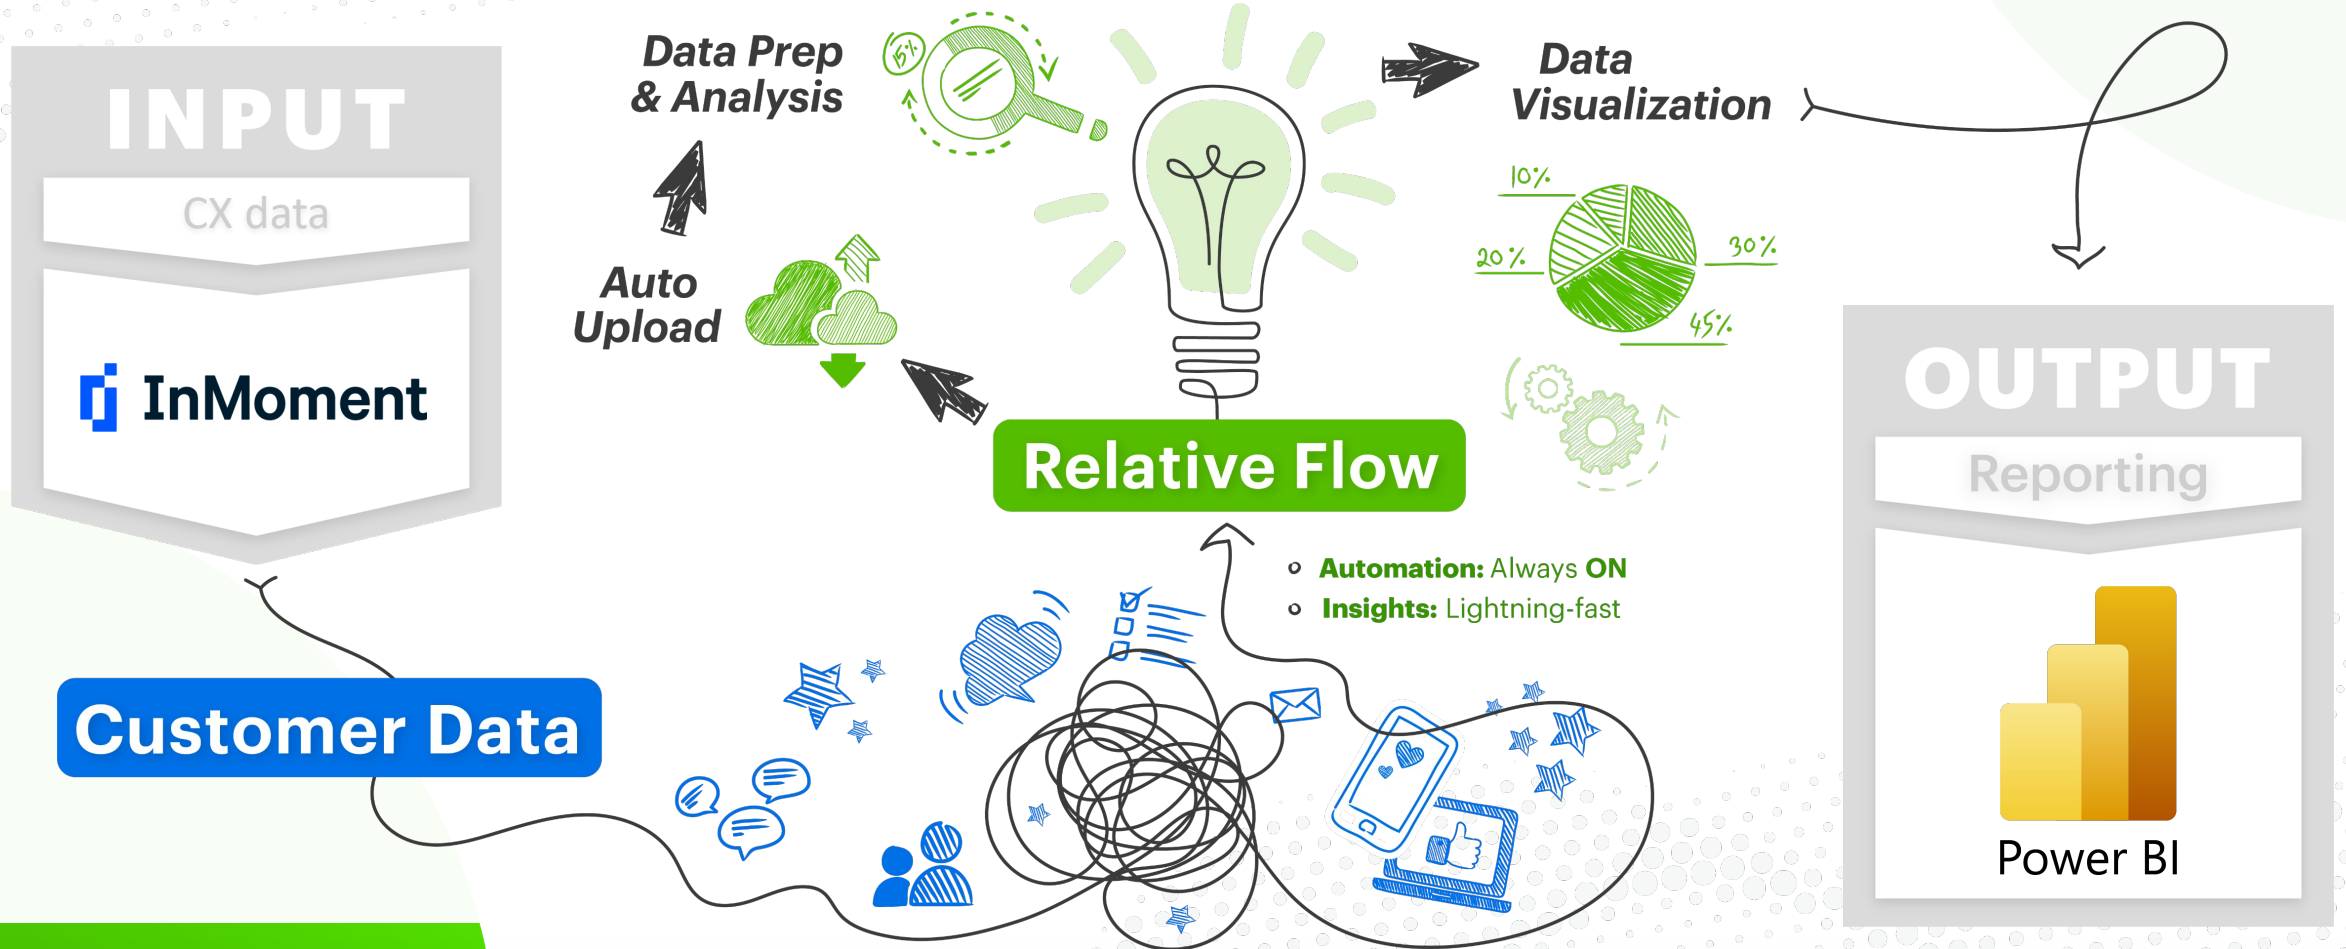 INPUT
CX data
InMoment
Customer Data
Auto
Upload
Data Prep
& Analysis
15%
Relative Flow
Automation: Always ON
Insights: Lightning-fast
Data
Visualization
10%
20%
30%
45%
OUTPUT
Reporting
Power BI